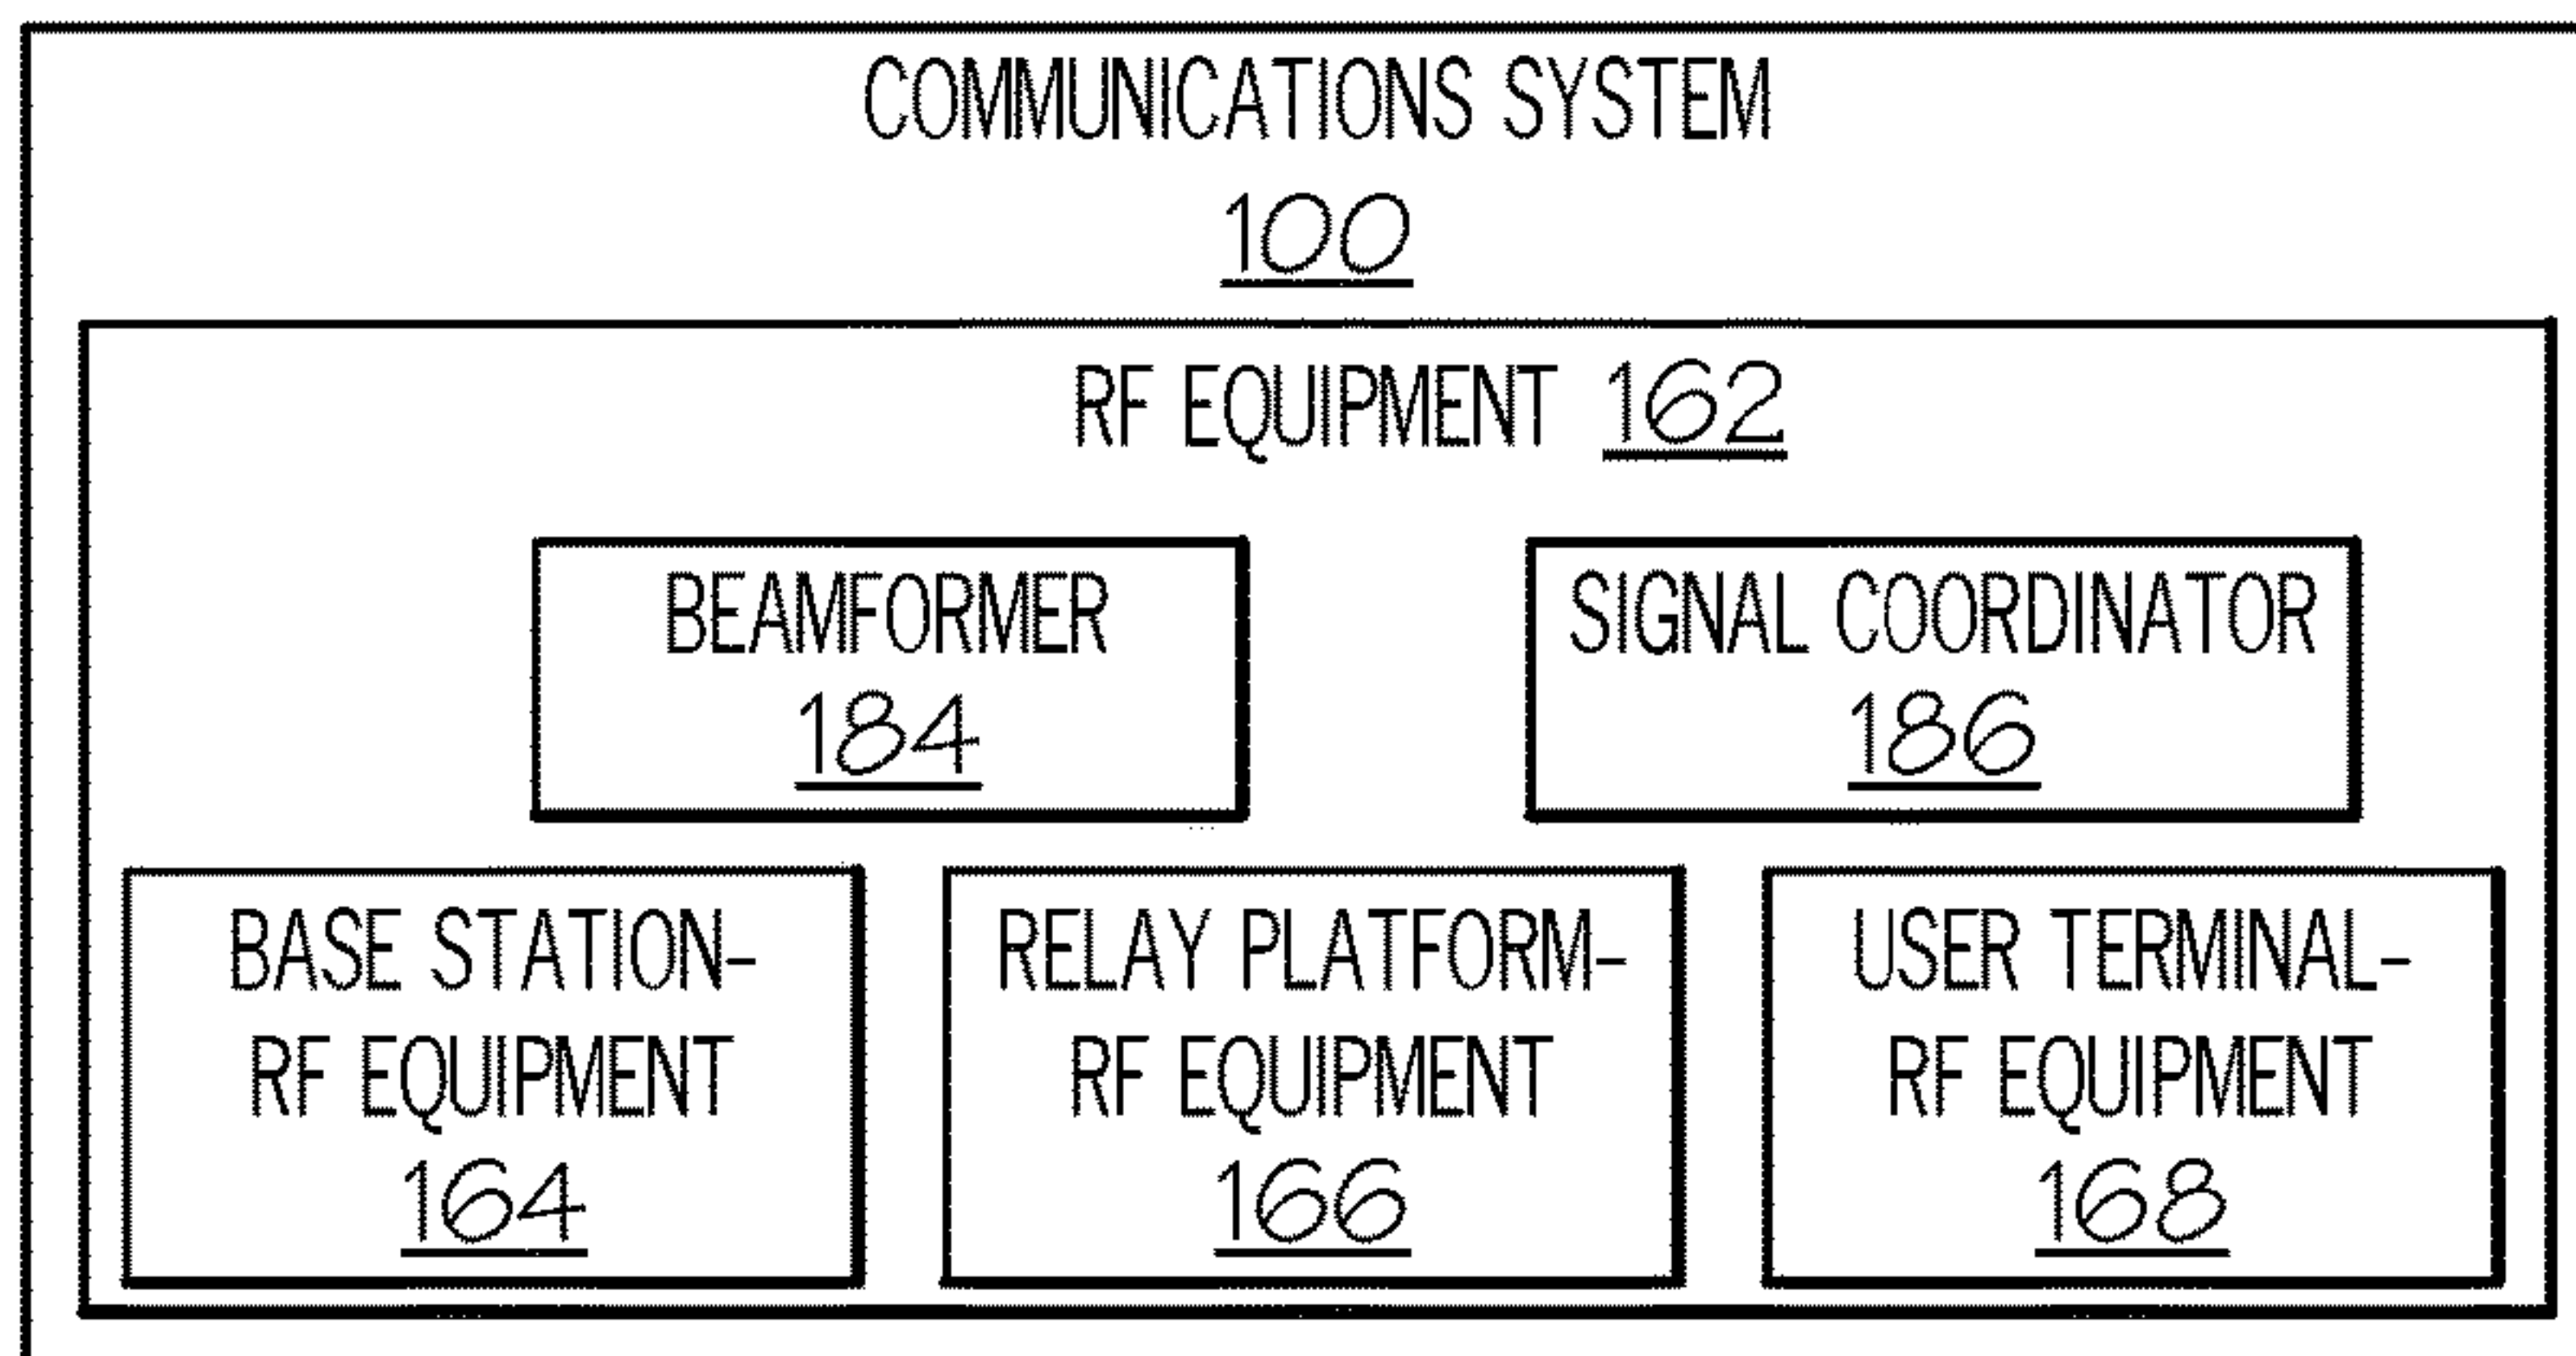 COMMUNICATIONS SYSTEM
100
RF EQUIPMENT 162
BEAMFORMER
184
SIGNAL COORDINATOR
186
BASE STATION-
RF EQUIPMENT
164
RELAY PLATFORM-
RF EQUIPMENT
166
USER TERMINAL-
RF EQUIPMENT
168